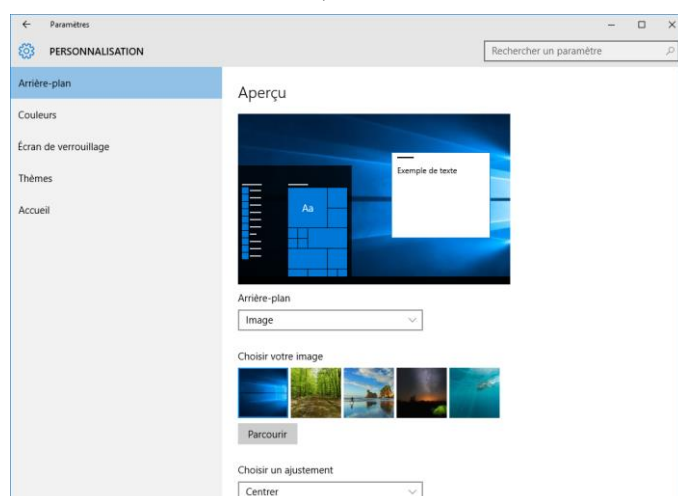 Paramètres
PERSONNALISATION
Rechercher un paramètre
Arrière-plan
Couleurs
Écran de verrouillage
Thèmes
Accueil
Aperçu
Exemple de texte
Aa
Arrière-plan
Image
Choisir votre image
Parcourir
Choisir un ajustement
Centrer